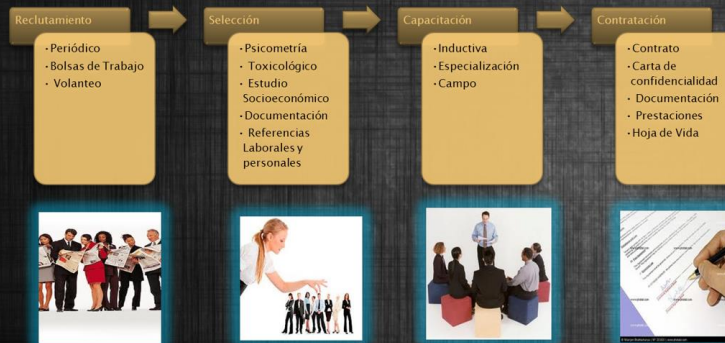 Reclutamiento
• Periódico
• Bolsas de Trabajo
• Volanteo
Selección
• Psicometría
• Toxicológico
• Estudio
Socioeconómico
• Documentación
• Referencias
Laborales y
personales
Capacitación
• Inductiva
• Especialización
• Campo
Contratación
• Contrato
• Carta de
confidencialidad
• Documentación
• Prestaciones
• Hoja de Vida